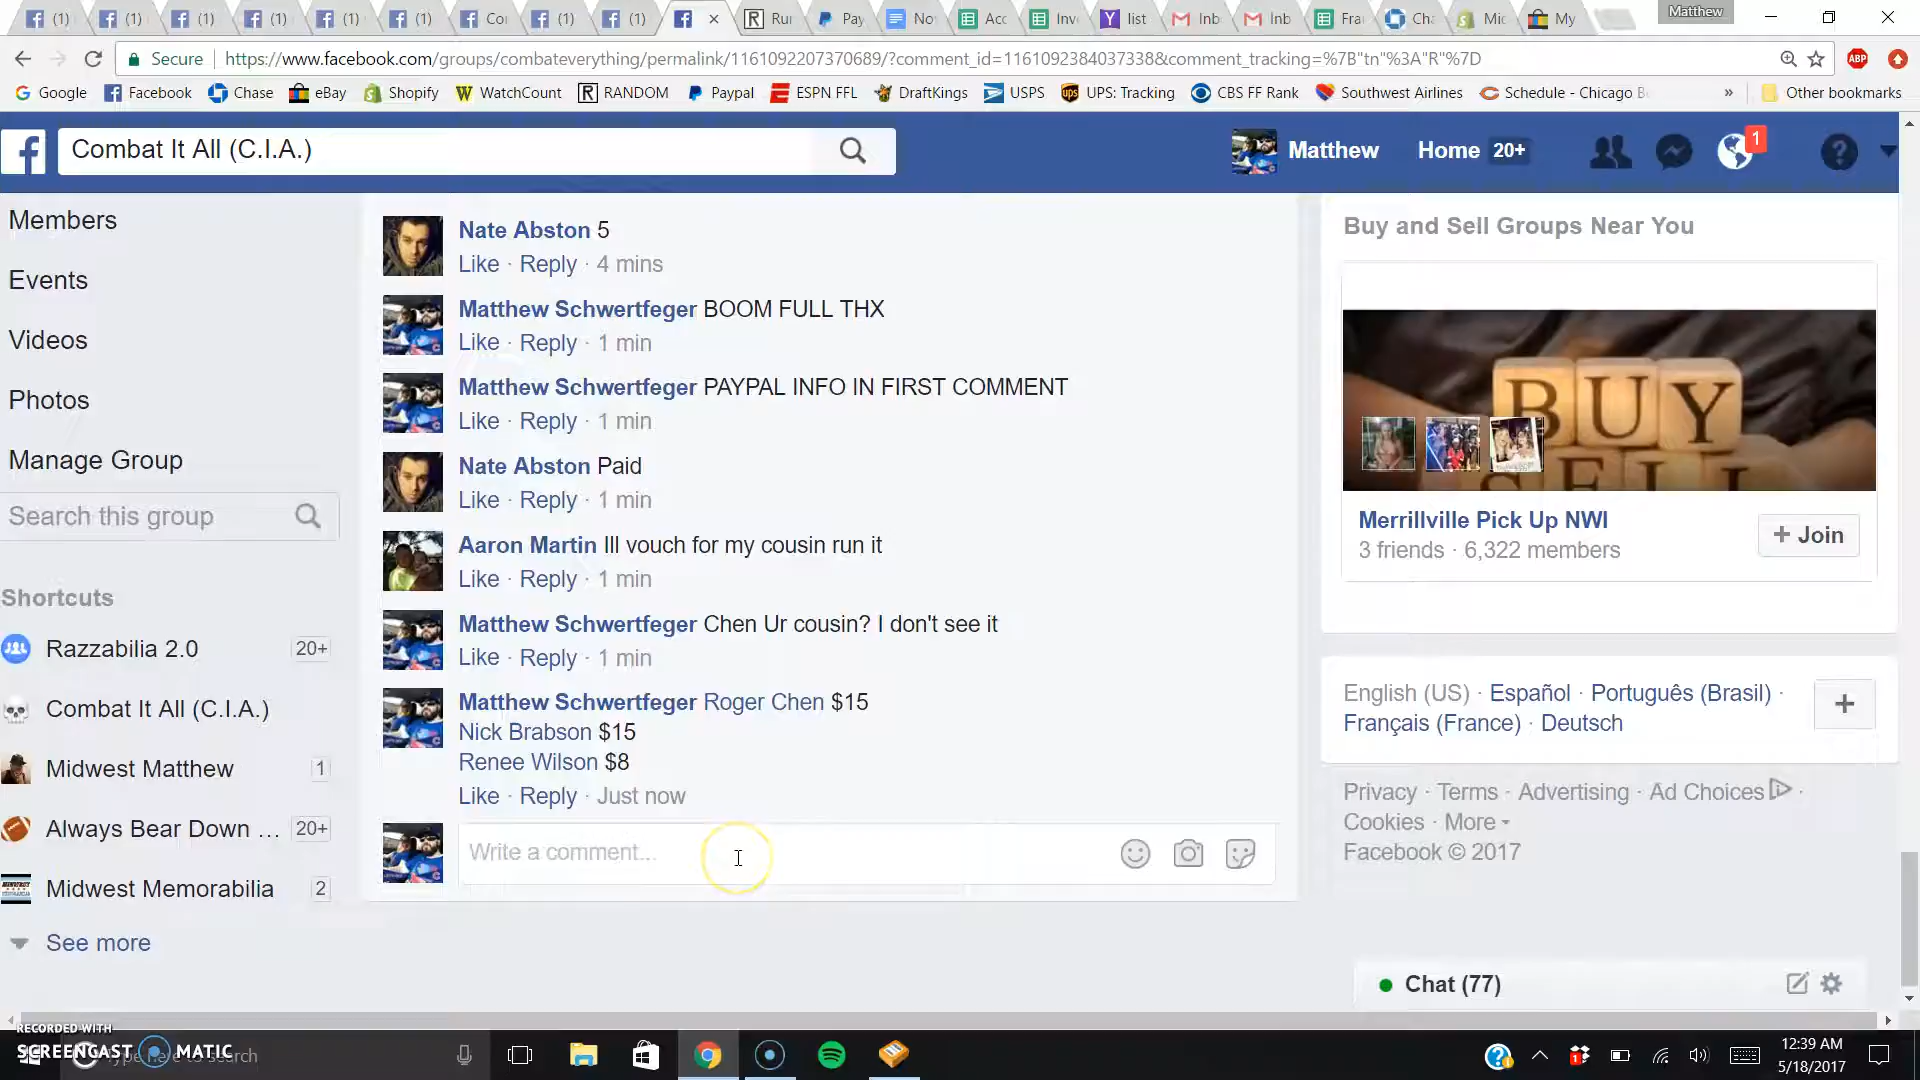 (1)
(1)
(1)
(1)
(1)
(1)
Co
(1)
(1)
Ru
Pay
No
Acc
Inv
list
Inb
Inb
Fra
Ch
Mic
My
Matthew
Secure
https://www.facebook.com/groups/combateverything/permalink/1161092207370689/?comment_id=1161092384037338&comment_tracking=%7B"tn"%3A"R"%7D
ABP
Google
Facebook
Chase
eBay
Shopify
WatchCount
RANDOM
Paypal
ESPN FFL
DraftKings
USPS
UPS: Tracking
CBS FF Rank
Southwest Airlines
Schedule - Chicago B
»
Other bookmarks
Combat It All (C.I.A.)
Matthew
Home 20+
1
Members
Events
Videos
Photos
Manage Group
Search this group
Shortcuts
Razzabilia 2.0 20+
Combat It All (C.I.A.)
Midwest Matthew 1
Always Bear Down ... 20+
Midwest Memorabilia 2
See more
Nate Abston 5
Like · Reply · 4 mins
Matthew Schwertfeger BOOM FULL THX
Like · Reply · 1 min
Matthew Schwertfeger PAYPAL INFO IN FIRST COMMENT
Like · Reply · 1 min
Nate Abston Paid
Like · Reply · 1 min
Aaron Martin Ill vouch for my cousin run it
Like · Reply · 1 min
Matthew Schwertfeger Chen Ur cousin? I don't see it
Like · Reply · 1 min
Matthew Schwertfeger Roger Chen $15
Nick Brabson $15
Renee Wilson $8
Like · Reply · Just now
Write a comment...
Buy and Sell Groups Near You
BUY
SELL
Merrillville Pick Up NWI
3 friends · 6,322 members
+ Join
English (US) · Español · Português (Brasil) ·
Français (France) · Deutsch
+
Privacy · Terms · Advertising · Ad Choices ·
Cookies · More
Facebook © 2017
Chat (77)
RECORDED WITH
SCREENCAST MATIC
Type here to search
12:39 AM
5/18/2017